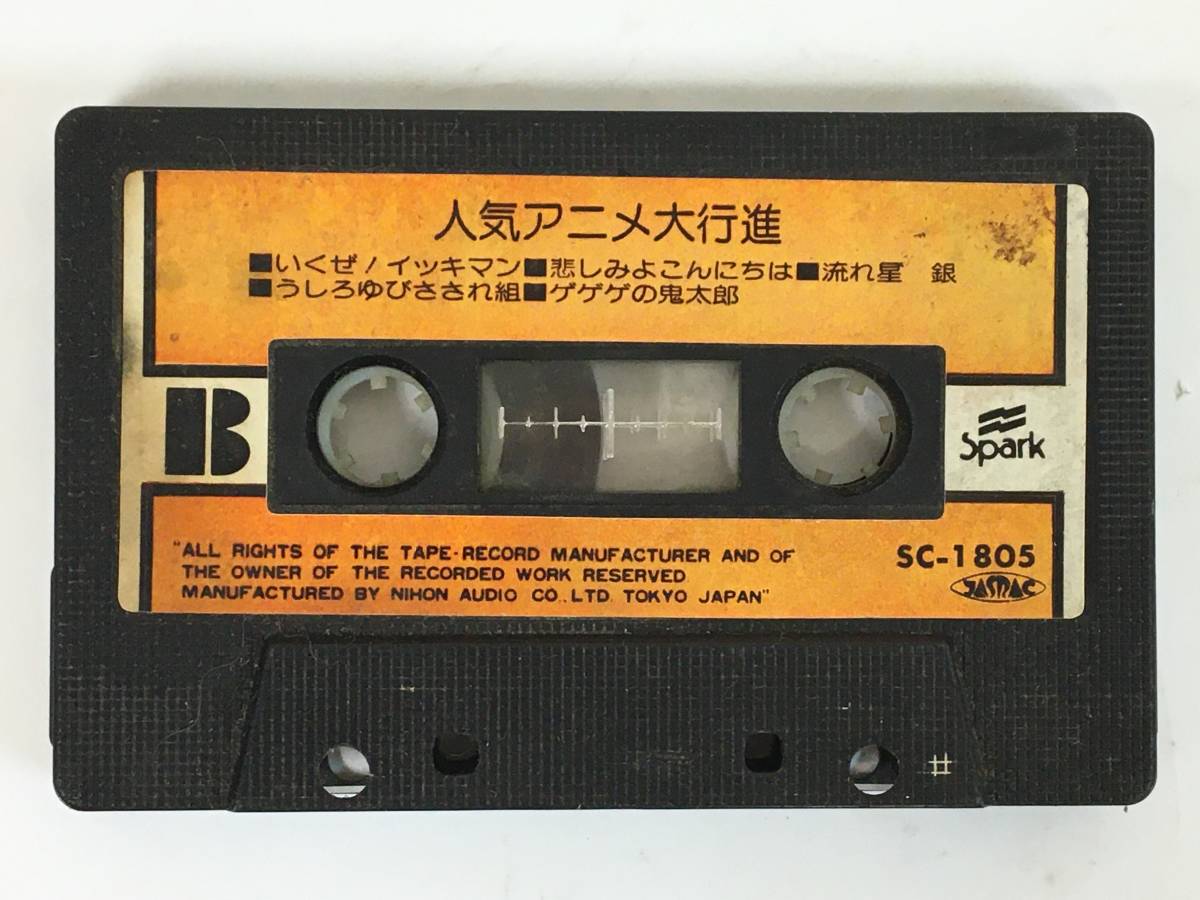 人気アニメ大行進
■いくぜ!イッキマン■悲しみよこんにちは■流れ星 銀
■うしろゆびさされ組■ゲゲゲの鬼太郎
B
Spark
"ALL RIGHTS OF THE TAPE-RECORD MANUFACTURER AND OF
THE OWNER OF THE RECORDED WORK RESERVED.
MANUFACTURED BY NIHON AUDIO CO., LTD. TOKYO JAPAN"
SC-1805
JASRAC